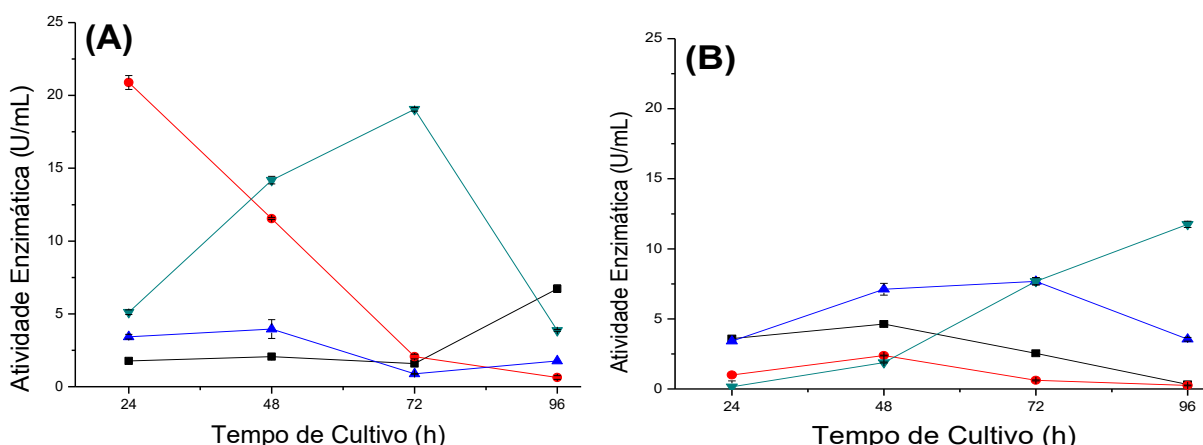 (A)
Atividade Enzimática (U/mL)
25
20
15
10
5
0
24 48 72 96
Tempo de Cultivo (h)
(B)
Atividade Enzimática (U/mL)
25
20
15
10
5
0
24 48 72 96
Tempo de Cultivo (h)